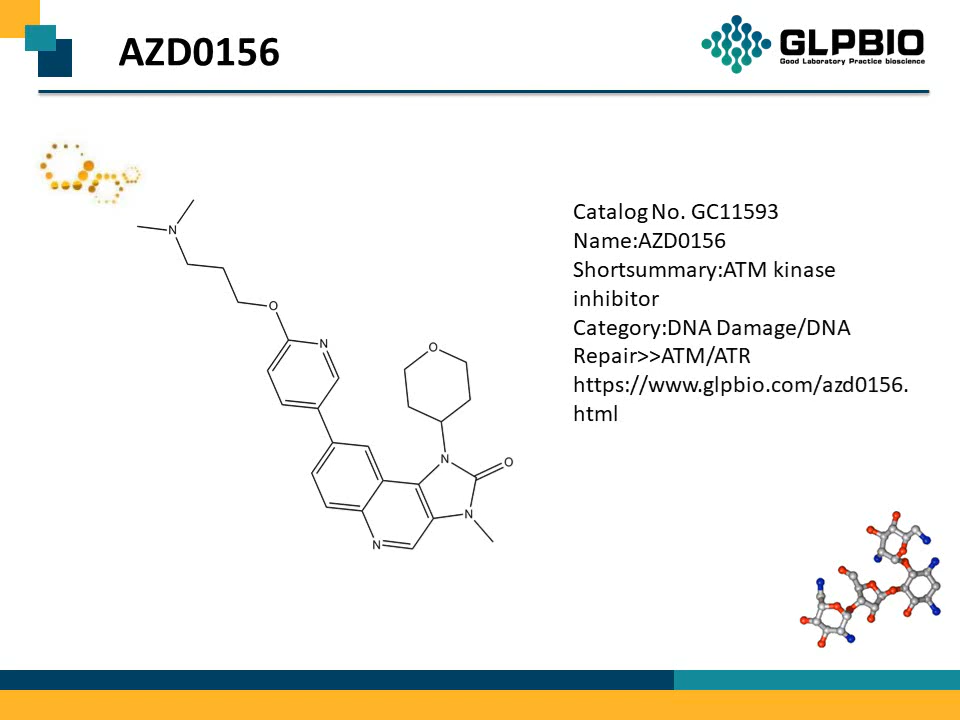 AZD0156
GLPBIO
Good Laboratory Practice bioscience
Catalog No. GC11593
Name:AZD0156
Shortsummary:ATM kinase
inhibitor
Category:DNA Damage/DNA
Repair>>ATM/ATR
https://www.glpbio.com/azd0156.
html
N
O
N
O
N
O
N
N